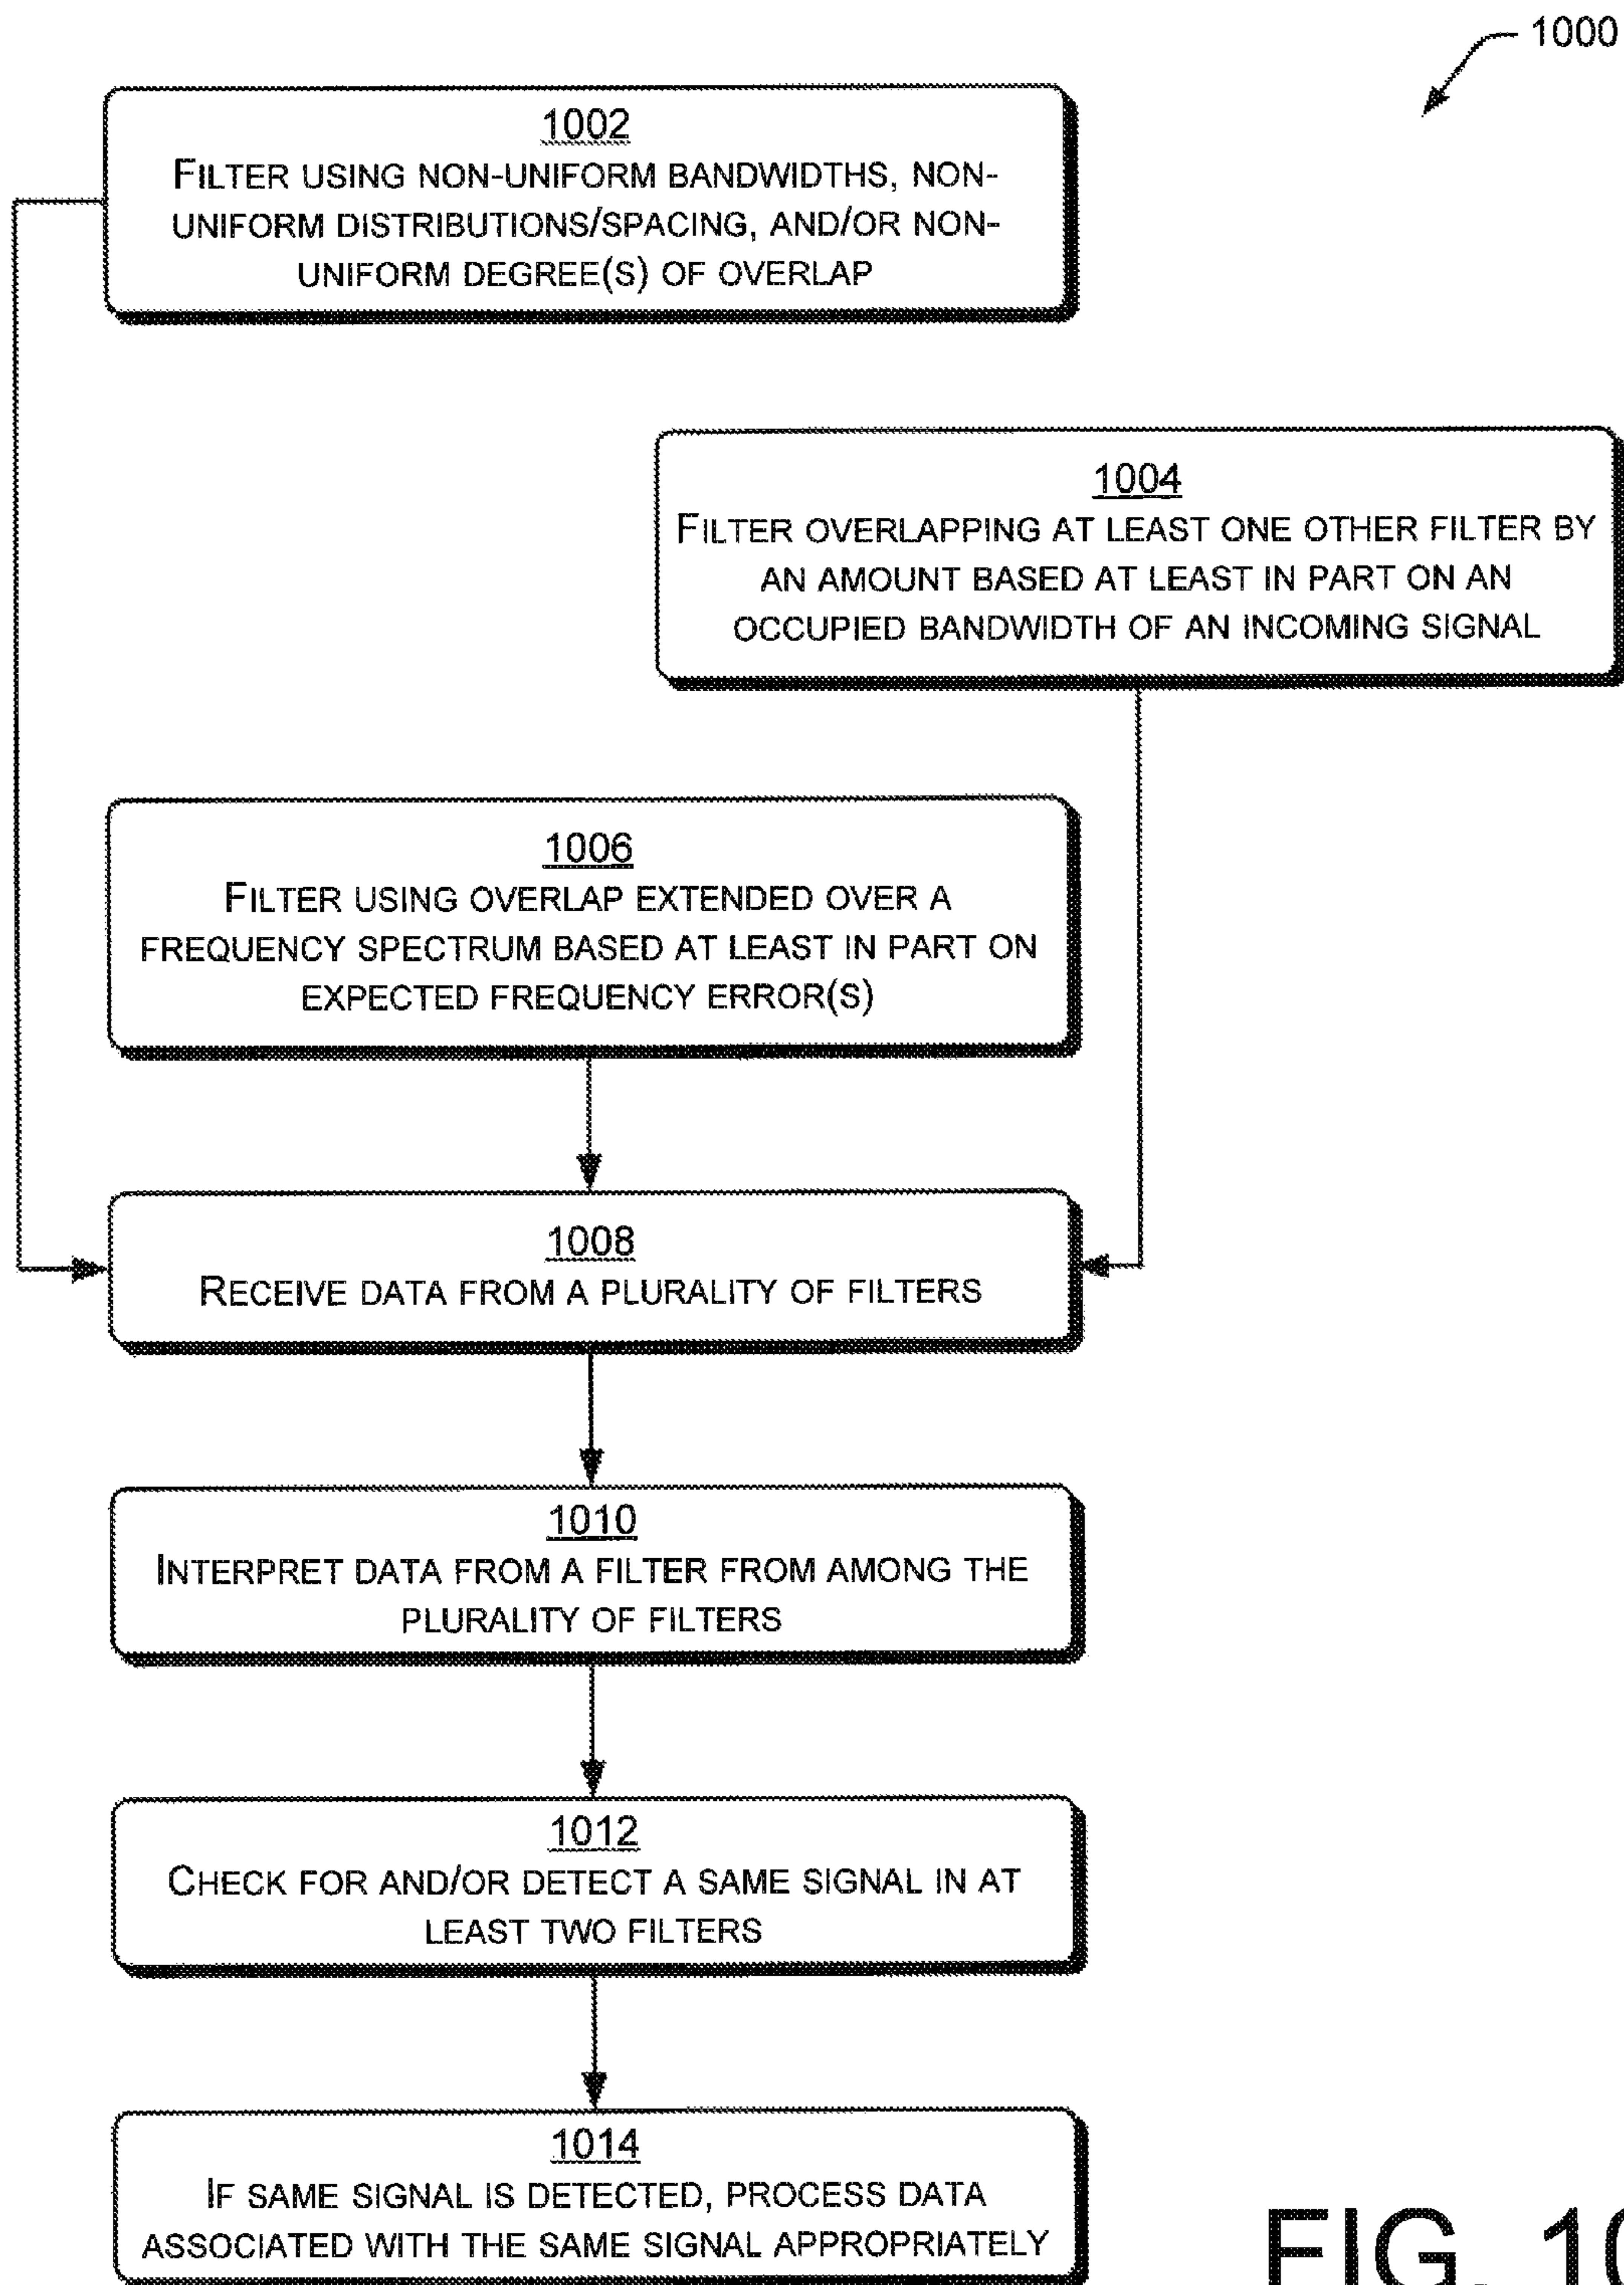 1000
1002
FILTER USING NON-UNIFORM BANDWIDTHS, NON-
UNIFORM DISTRIBUTIONS/SPACING, AND/OR NON-
UNIFORM DEGREE(S) OF OVERLAP
1004
FILTER OVERLAPPING AT LEAST ONE OTHER FILTER BY
AN AMOUNT BASED AT LEAST IN PART ON AN
OCCUPIED BANDWIDTH OF AN INCOMING SIGNAL
1006
FILTER USING OVERLAP EXTENDED OVER A
FREQUENCY SPECTRUM BASED AT LEAST IN PART ON
EXPECTED FREQUENCY ERROR(S)
1008
RECEIVE DATA FROM A PLURALITY OF FILTERS
1010
INTERPRET DATA FROM A FILTER FROM AMONG THE
PLURALITY OF FILTERS
1012
CHECK FOR AND/OR DETECT A SAME SIGNAL IN AT
LEAST TWO FILTERS
1014
IF SAME SIGNAL IS DETECTED, PROCESS DATA
ASSOCIATED WITH THE SAME SIGNAL APPROPRIATELY
FIG. 10